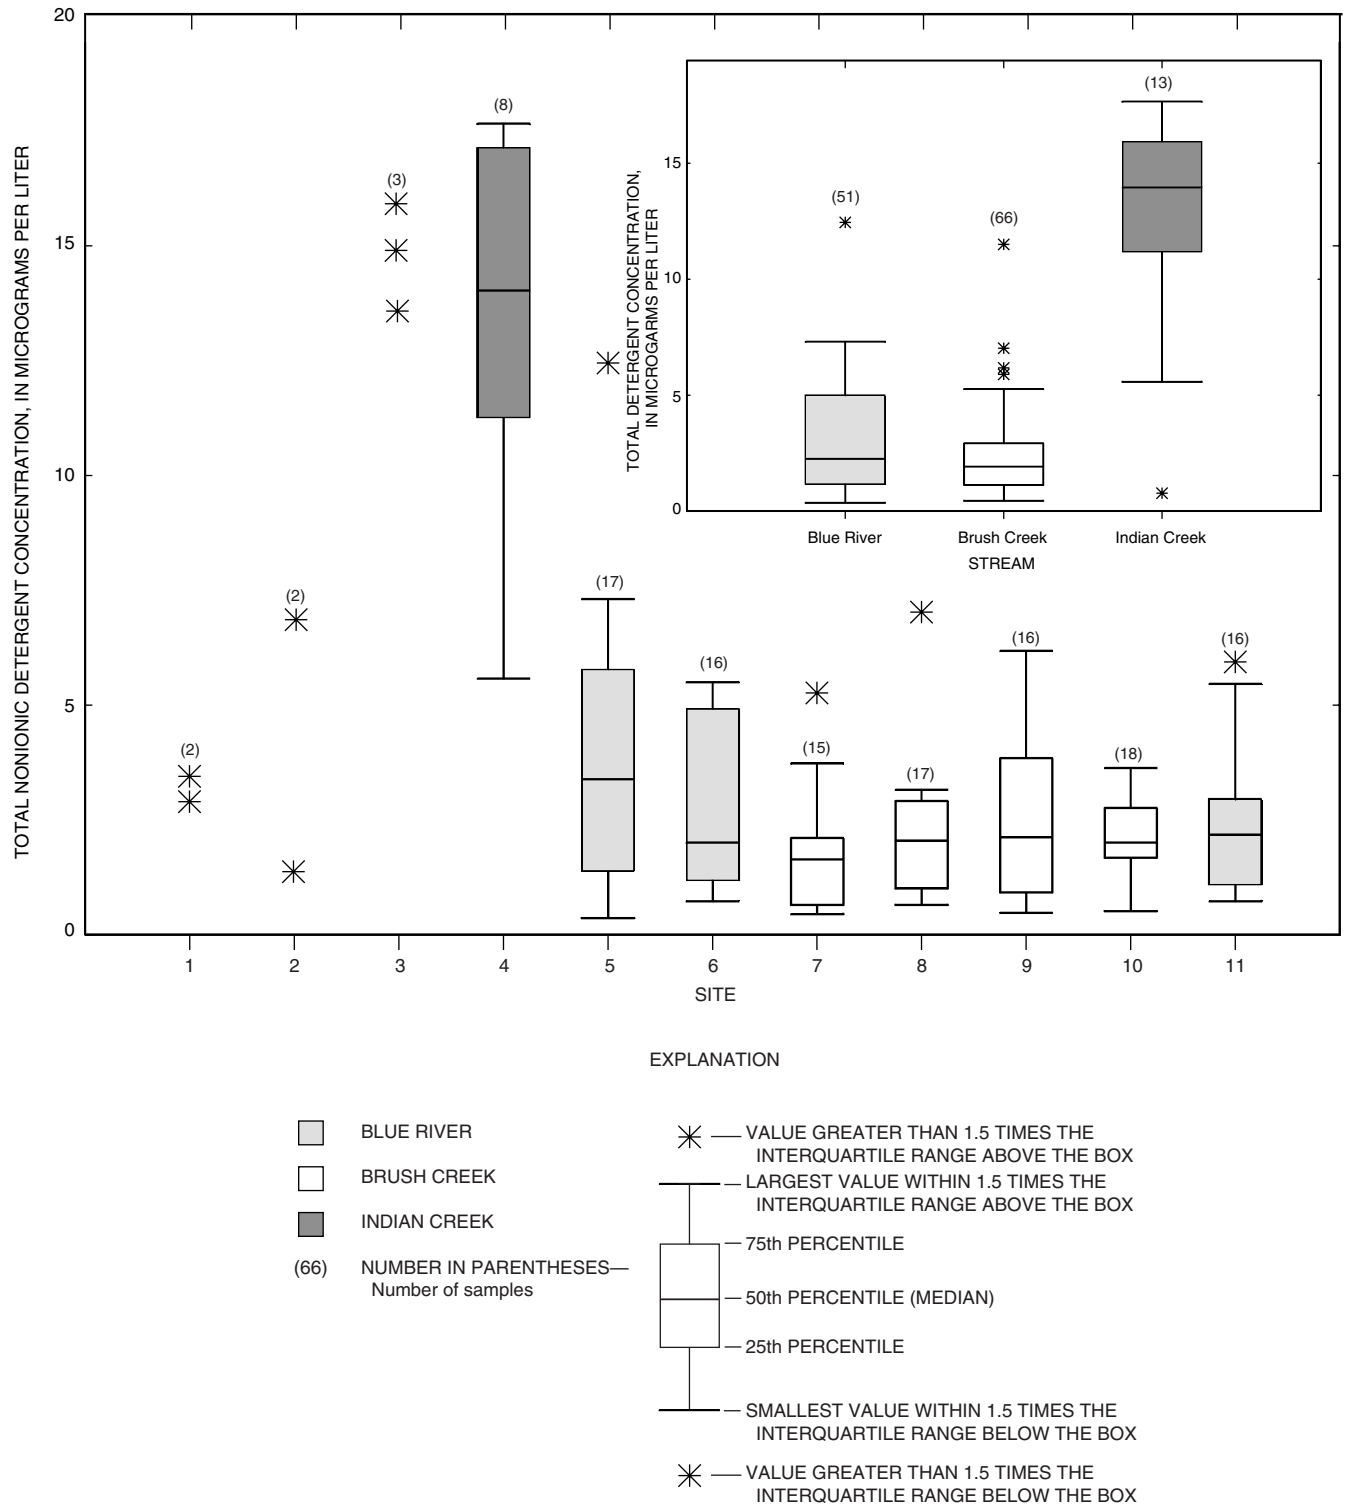 TOTAL NONIONIC DETERGENT CONCENTRATION, IN MICROGRAMS PER LITER
20
15
10
5
0
(2)
(2)
(3)
(8)
(17)
(16)
(15)
(17)
(16)
(18)
(16)
1 2 3 4 5 6 7 8 9 10 11
SITE
TOTAL DETERGENT CONCENTRATION,
IN MICROGARMS PER LITER
15
10
5
0
(51)
(66)
(13)
Blue River Brush Creek Indian Creek
STREAM
EXPLANATION
BLUE RIVER
BRUSH CREEK
INDIAN CREEK
(66) NUMBER IN PARENTHESES—
Number of samples
VALUE GREATER THAN 1.5 TIMES THE
INTERQUARTILE RANGE ABOVE THE BOX
LARGEST VALUE WITHIN 1.5 TIMES THE
INTERQUARTILE RANGE ABOVE THE BOX
75th PERCENTILE
50th PERCENTILE (MEDIAN)
25th PERCENTILE
SMALLEST VALUE WITHIN 1.5 TIMES THE
INTERQUARTILE RANGE BELOW THE BOX
VALUE GREATER THAN 1.5 TIMES THE
INTERQUARTILE RANGE BELOW THE BOX